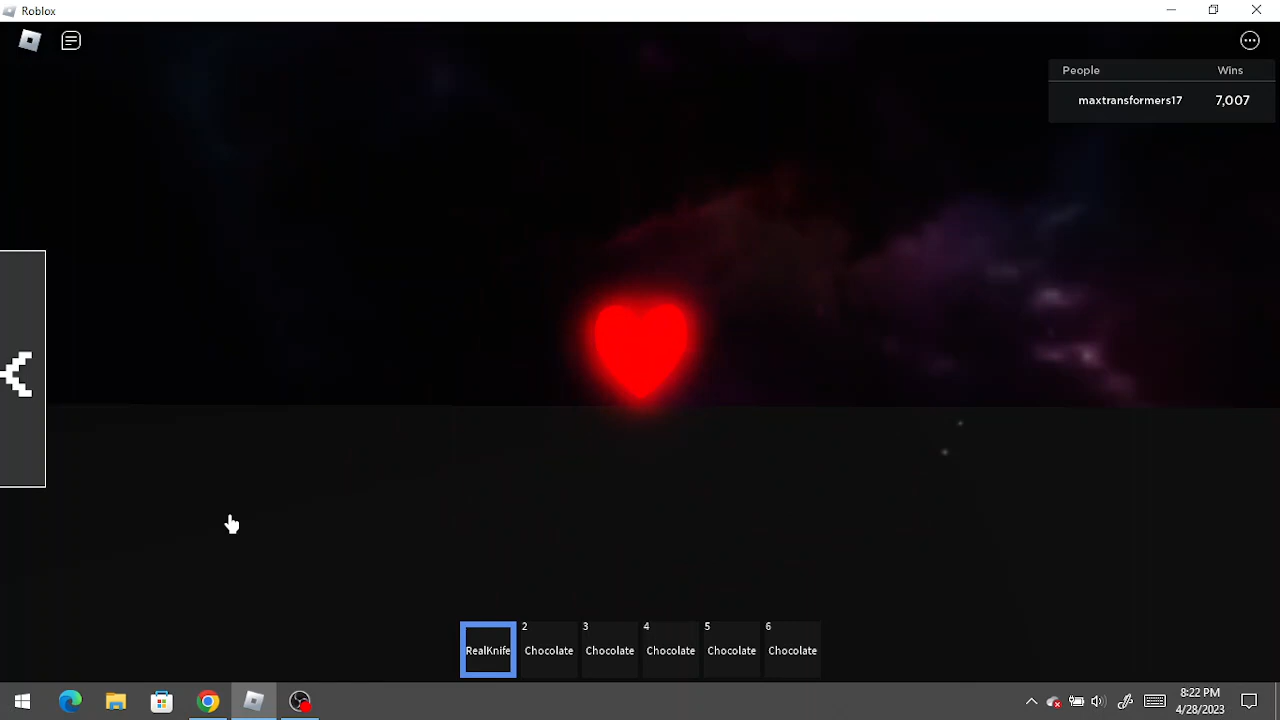 Roblox
People Wins
maxtransformers17 7,007
2 3 4 5 6
RealKnife Chocolate Chocolate Chocolate Chocolate Chocolate
8:22 PM
4/28/2023